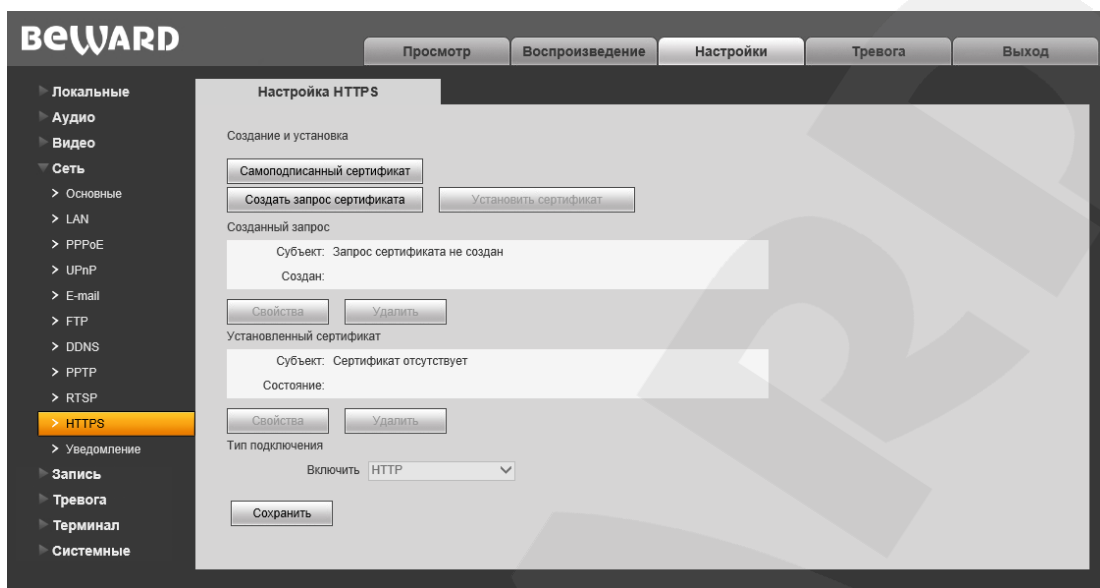 BEWARD
Просмотр
Воспроизведение
Настройки
Тревога
Выход
Локальные
Аудио
Видео
Сеть
> Основные
> LAN
> PPPoE
> UPnP
> E-mail
> FTP
> DDNS
> PPTP
> RTSP
> HTTPS
> Уведомление
Запись
Тревога
Терминал
Системные
Настройка HTTPS
Создание и установка
Самоподписанный сертификат
Создать запрос сертификата
Установить сертификат
Созданный запрос
Субъект: Запрос сертификата не создан
Создан:
Свойства
Удалить
Установленный сертификат
Субъект: Сертификат отсутствует
Состояние:
Свойства
Удалить
Тип подключения
Включить HTTP
Сохранить